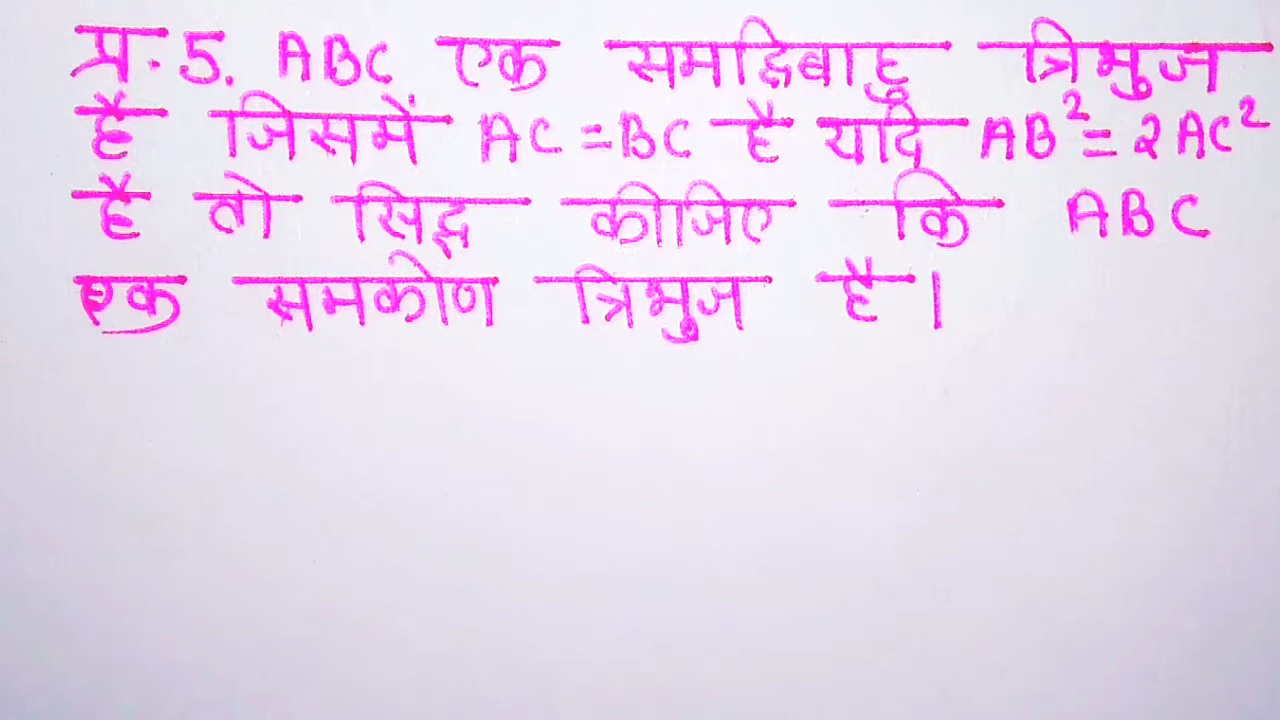 प्र. 5. ABC एक समद्विबाहु त्रिभुज
है जिसमें AC = BC है यदि AB² = 2AC²
है तो सिद्ध कीजिए कि ABC
एक समकोण त्रिभुज है।